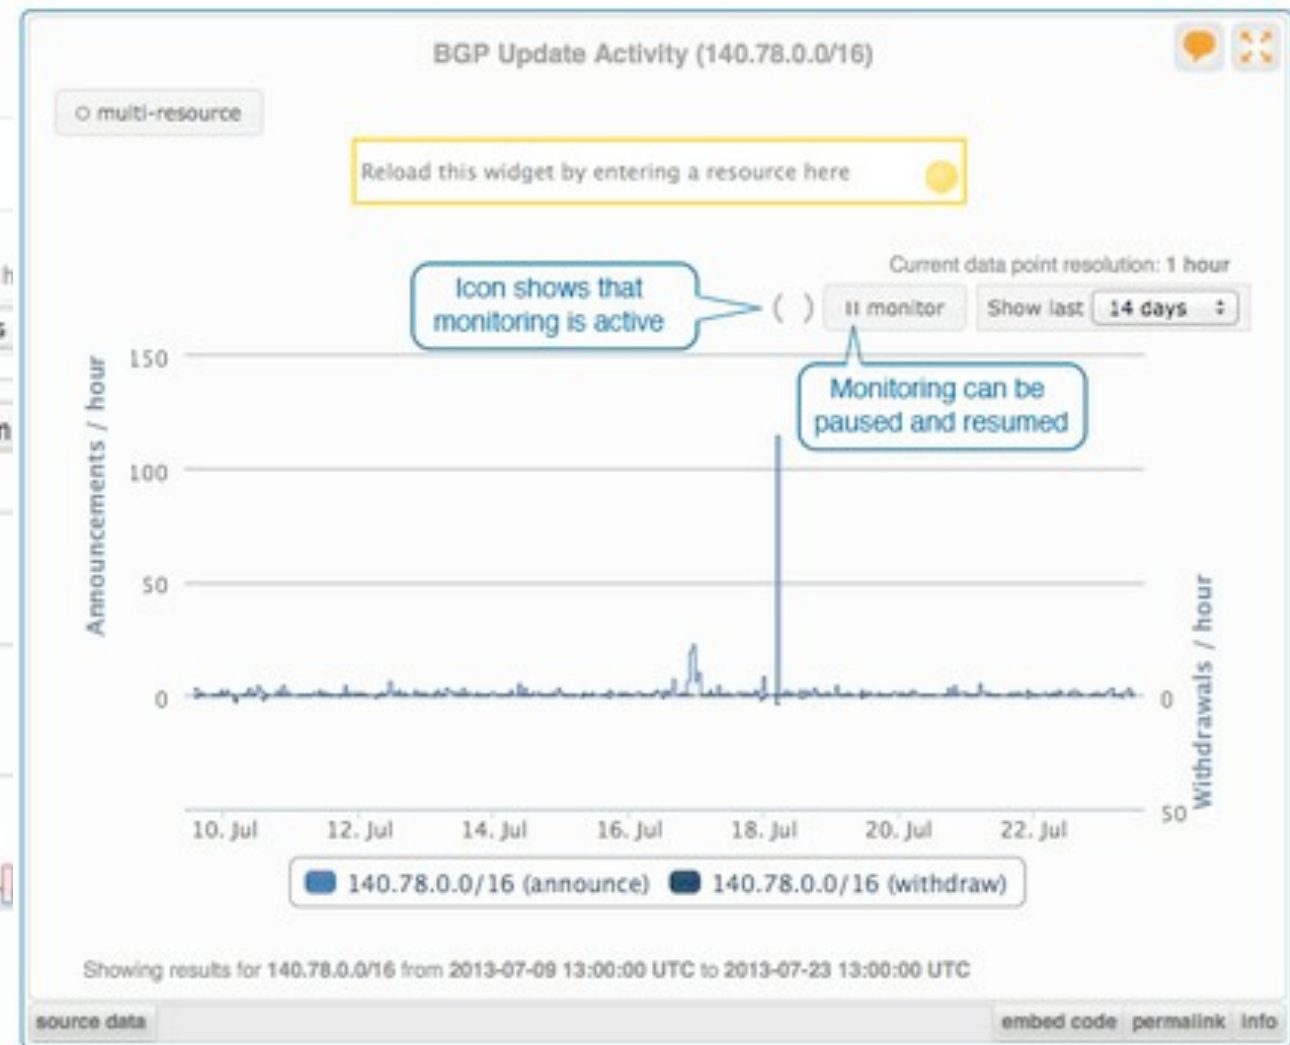 BGP Update Activity (140.78.0.0/16)
multi-resource
Reload this widget by entering a resource here
Current data point resolution: 1 hour
Icon shows that
monitoring is active
( ) monitor Show last 14 days
Monitoring can be
paused and resumed
Announcements / hour
150
100
50
0
0
50
Withdrawals / hour
10. Jul 12. Jul 14. Jul 16. Jul 18. Jul 20. Jul 22. Jul
140.78.0.0/16 (announce) 140.78.0.0/16 (withdraw)
Showing results for 140.78.0.0/16 from 2013-07-09 13:00:00 UTC to 2013-07-23 13:00:00 UTC
source data embed code permalink info